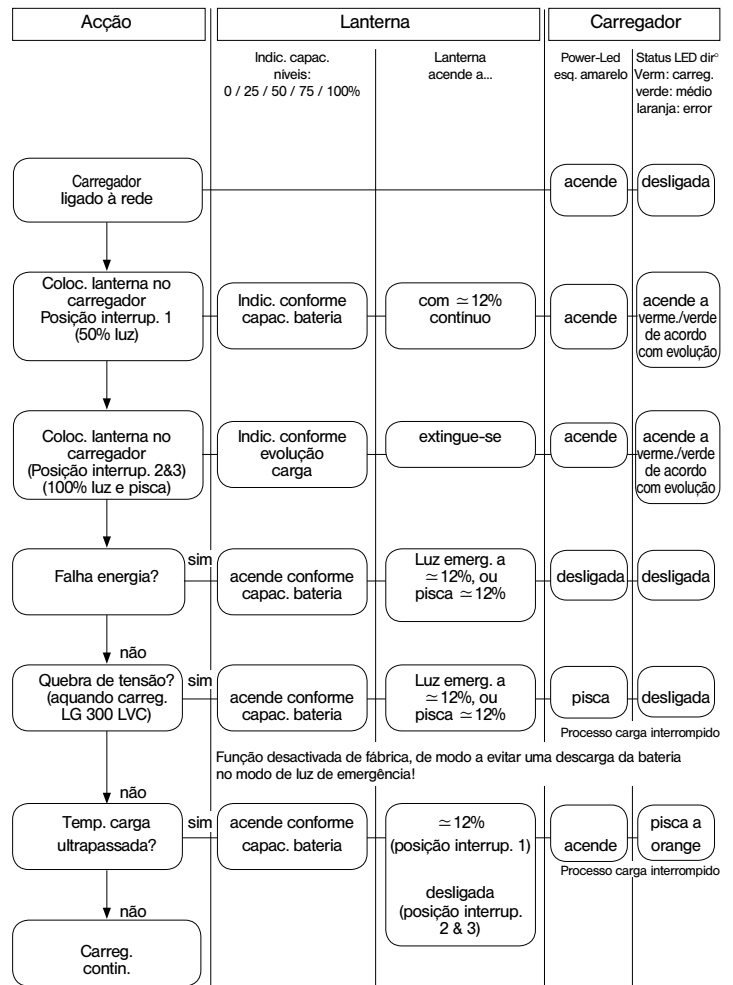 Acção
Lanterna
Carregador
Indic. capac.
níveis:
0 / 25 / 50 / 75 / 100%
Lanterna
acende a...
Power-Led
esq. amarelo
Status LED dir°
Verm: carreg.
verde: médio
laranja: error
Carregador
ligado à rede
acende
desligada
Coloc. lanterna no
carregador
Posição interrup. 1
(50% luz)
Indic. conforme
capac. bateria
com ≃ 12%
contínuo
acende
acende a
verme./verde
de acordo
com evolução
Coloc. lanterna no
carregador
(Posição interrup. 2&3)
(100% luz e pisca)
Indic. conforme
evolução
carga
extingue-se
acende
acende a
verme./verde
de acordo
com evolução
Falha energia?
sim
acende conforme
capac. bateria
Luz emerg. a
≃ 12%, ou
pisca ≃ 12%
desligada
desligada
não
Quebra de tensão?
(aquando carreg.
LG 300 LVC)
sim
acende conforme
capac. bateria
Luz emerg. a
≃ 12%, ou
pisca ≃ 12%
pisca
desligada
Processo carga interrompido
Função desactivada de fábrica, de modo a evitar uma descarga da bateria
no modo de luz de emergência!
não
Temp. carga
ultrapassada?
sim
acende conforme
capac. bateria
≃ 12%
(posição interrup. 1)
desligada
(posição interrup.
2 & 3)
acende
pisca a
orange
Processo carga interrompido
não
Carreg.
contin.